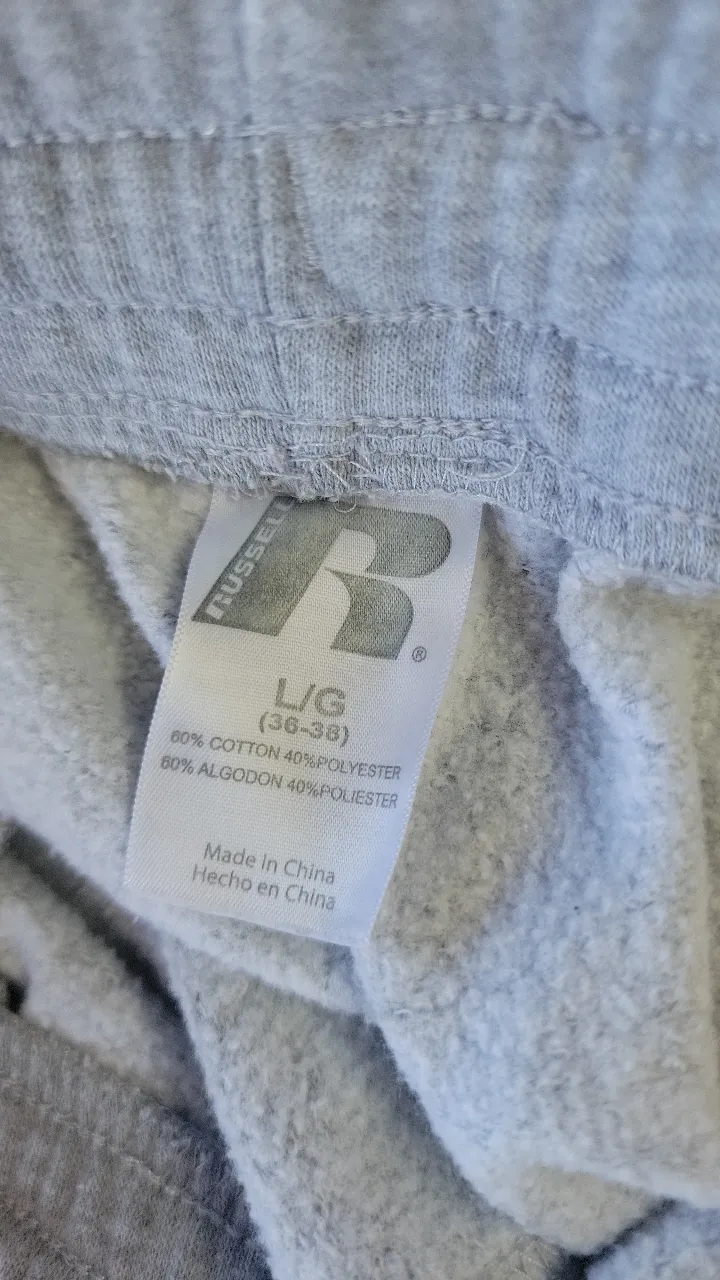 RUSSELL
R®
L/G
(36-38)
60% COTTON 40%POLYESTER
60% ALGODON 40%POLIESTER
Made In China
Hecho en China